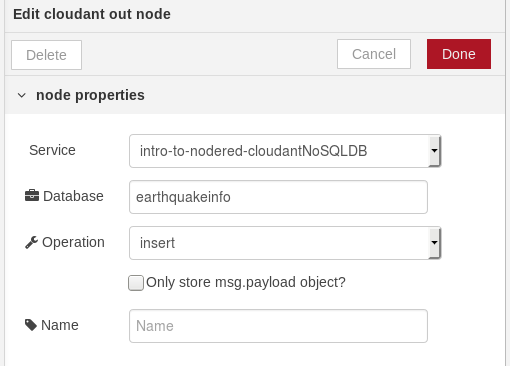 Edit cloudant out node
Delete Cancel Done
node properties
Service intro-to-nodered-cloudantNoSQLDB
Database earthquakeinfo
Operation insert
Only store msg.payload object?
Name Name